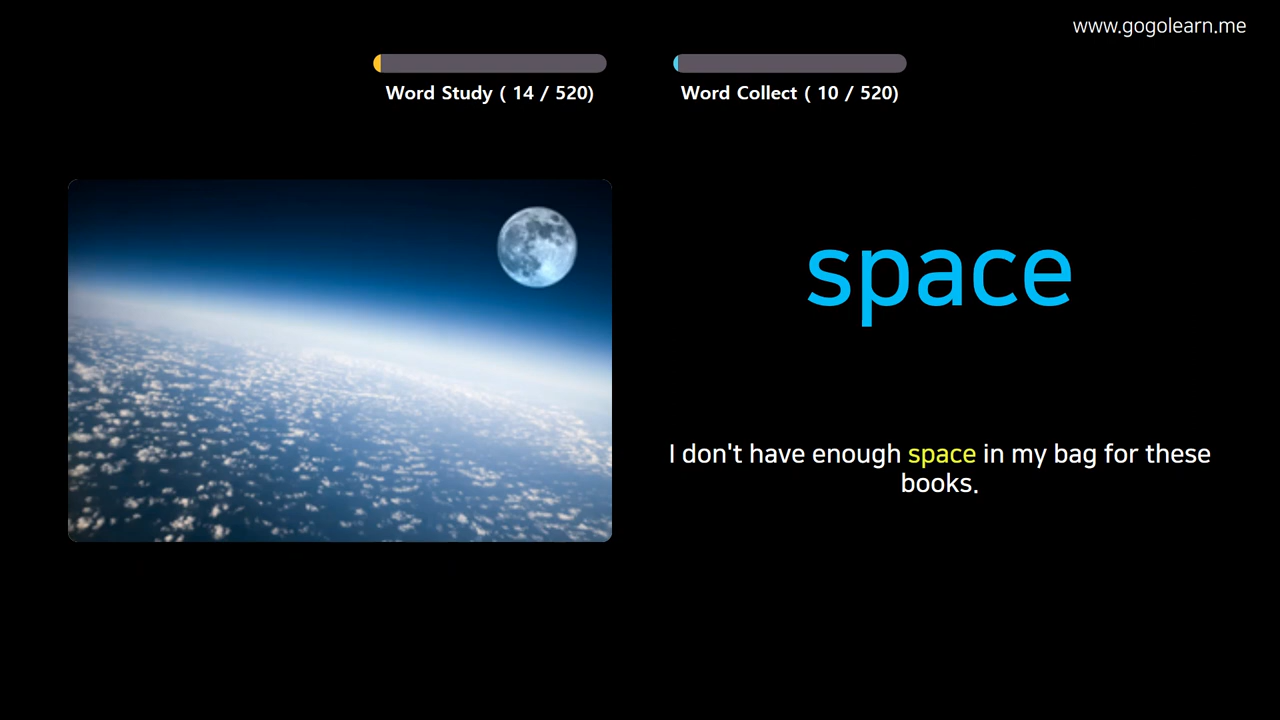 www.gogolearn.me
Word Study ( 14 / 520)
Word Collect ( 10 / 520)
space
I don't have enough space in my bag for these
books.